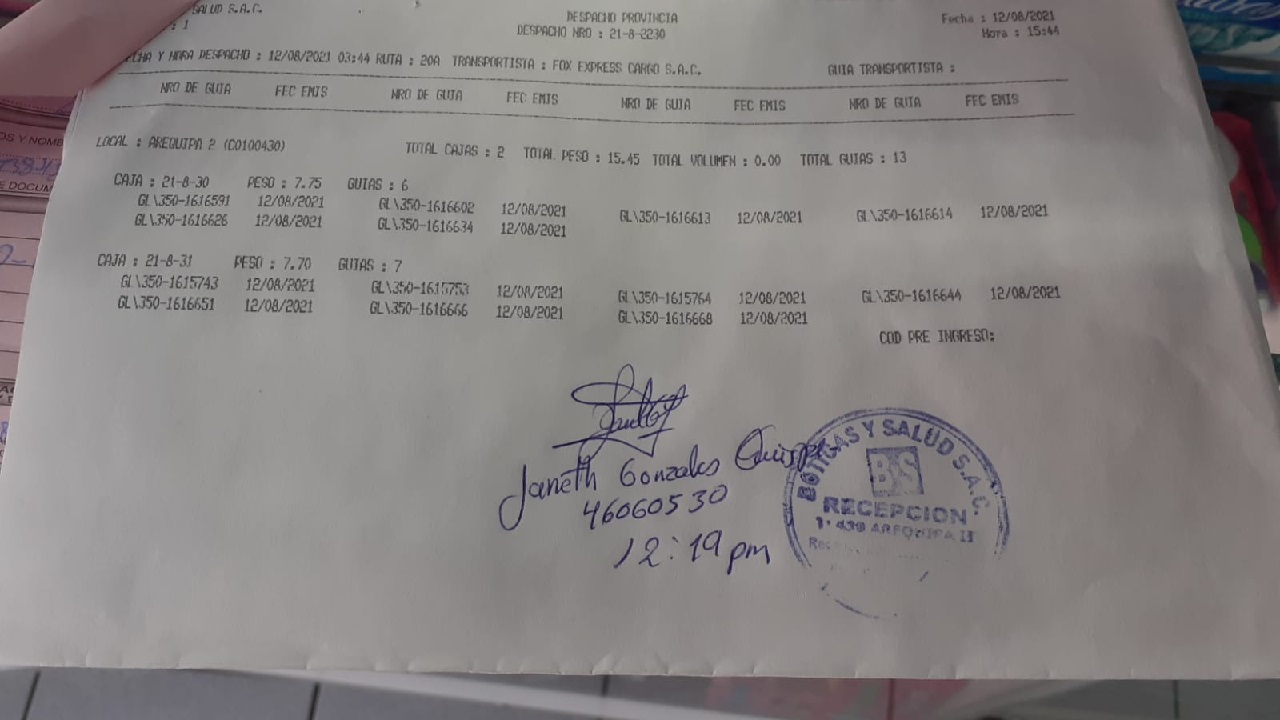 SALUD S.A.C.
: 1
DESPACHO PROVINCIA
DESPACHO NRO : 21-8-2230
Fecha : 12/08/2021
Hora : 15:44
FECHA Y HORA DESPACHO : 12/08/2021 03:44 RUTA : 20A TRANSPORTISTA : FOX EXPRESS CARGO S.A.C. GUIA TRANSPORTISTA :
NRO DE GUIA FEC EMIS NRO DE GUIA FEC EMIS NRO DE GUIA FEC EMIS NRO DE GUIA FEC EMIS
LOCAL : AREQUIPA 2 (C0100430) TOTAL CAJAS : 2 TOTAL PESO : 15.45 TOTAL VOLUMEN : 0.00 TOTAL GUIAS : 13
CAJA : 21-8-30 PESO : 7.75 GUIAS : 6
GL\350-1616591 12/08/2021 GL\350-1616602 12/08/2021 GL\350-1616613 12/08/2021 GL\350-1616614 12/08/2021
GL\350-1616626 12/08/2021 GL\350-1616634 12/08/2021
CAJA : 21-8-31 PESO : 7.70 GUIAS : 7
GL\350-1615743 12/08/2021 GL\350-1615753 12/08/2021 GL\350-1615764 12/08/2021 GL\350-1616644 12/08/2021
GL\350-1616651 12/08/2021 GL\350-1616666 12/08/2021 GL\350-1616668 12/08/2021
COD PRE INGRESO:
Janeth Gonzales Quispe
46060530
12:19 pm
BOTICAS Y SALUD S.A.C.
BS
RECEPCION
AREQUIPA II